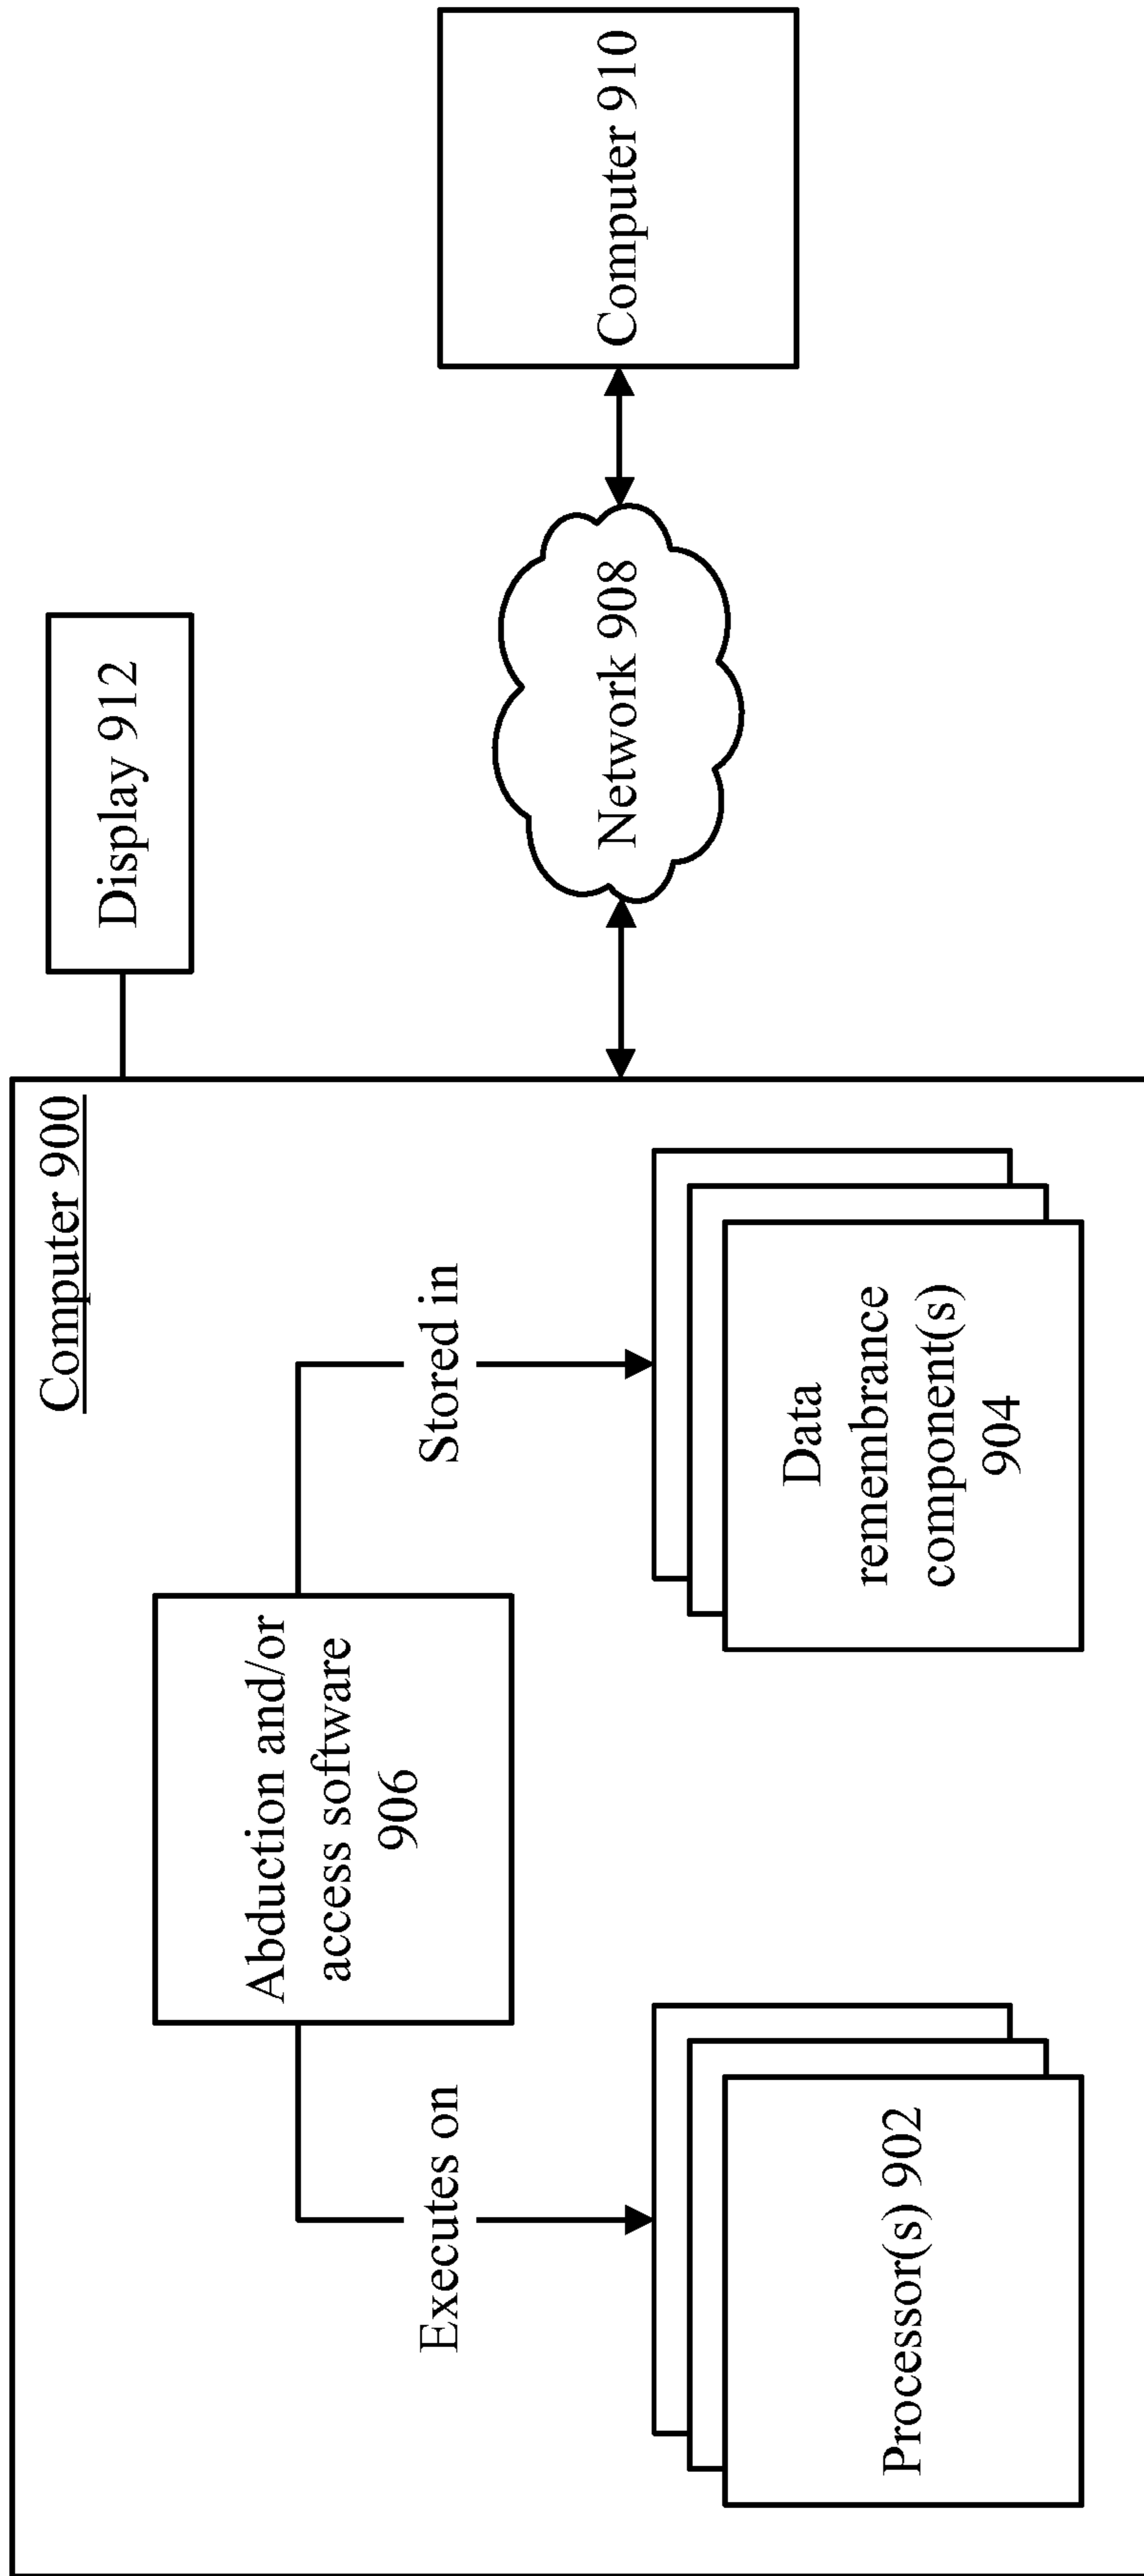 Computer 900
Display 912
Abduction and/or
access software
906
Executes on
Stored in
Processor(s) 902
Data
remembrance
component(s)
904
Network 908
Computer 910